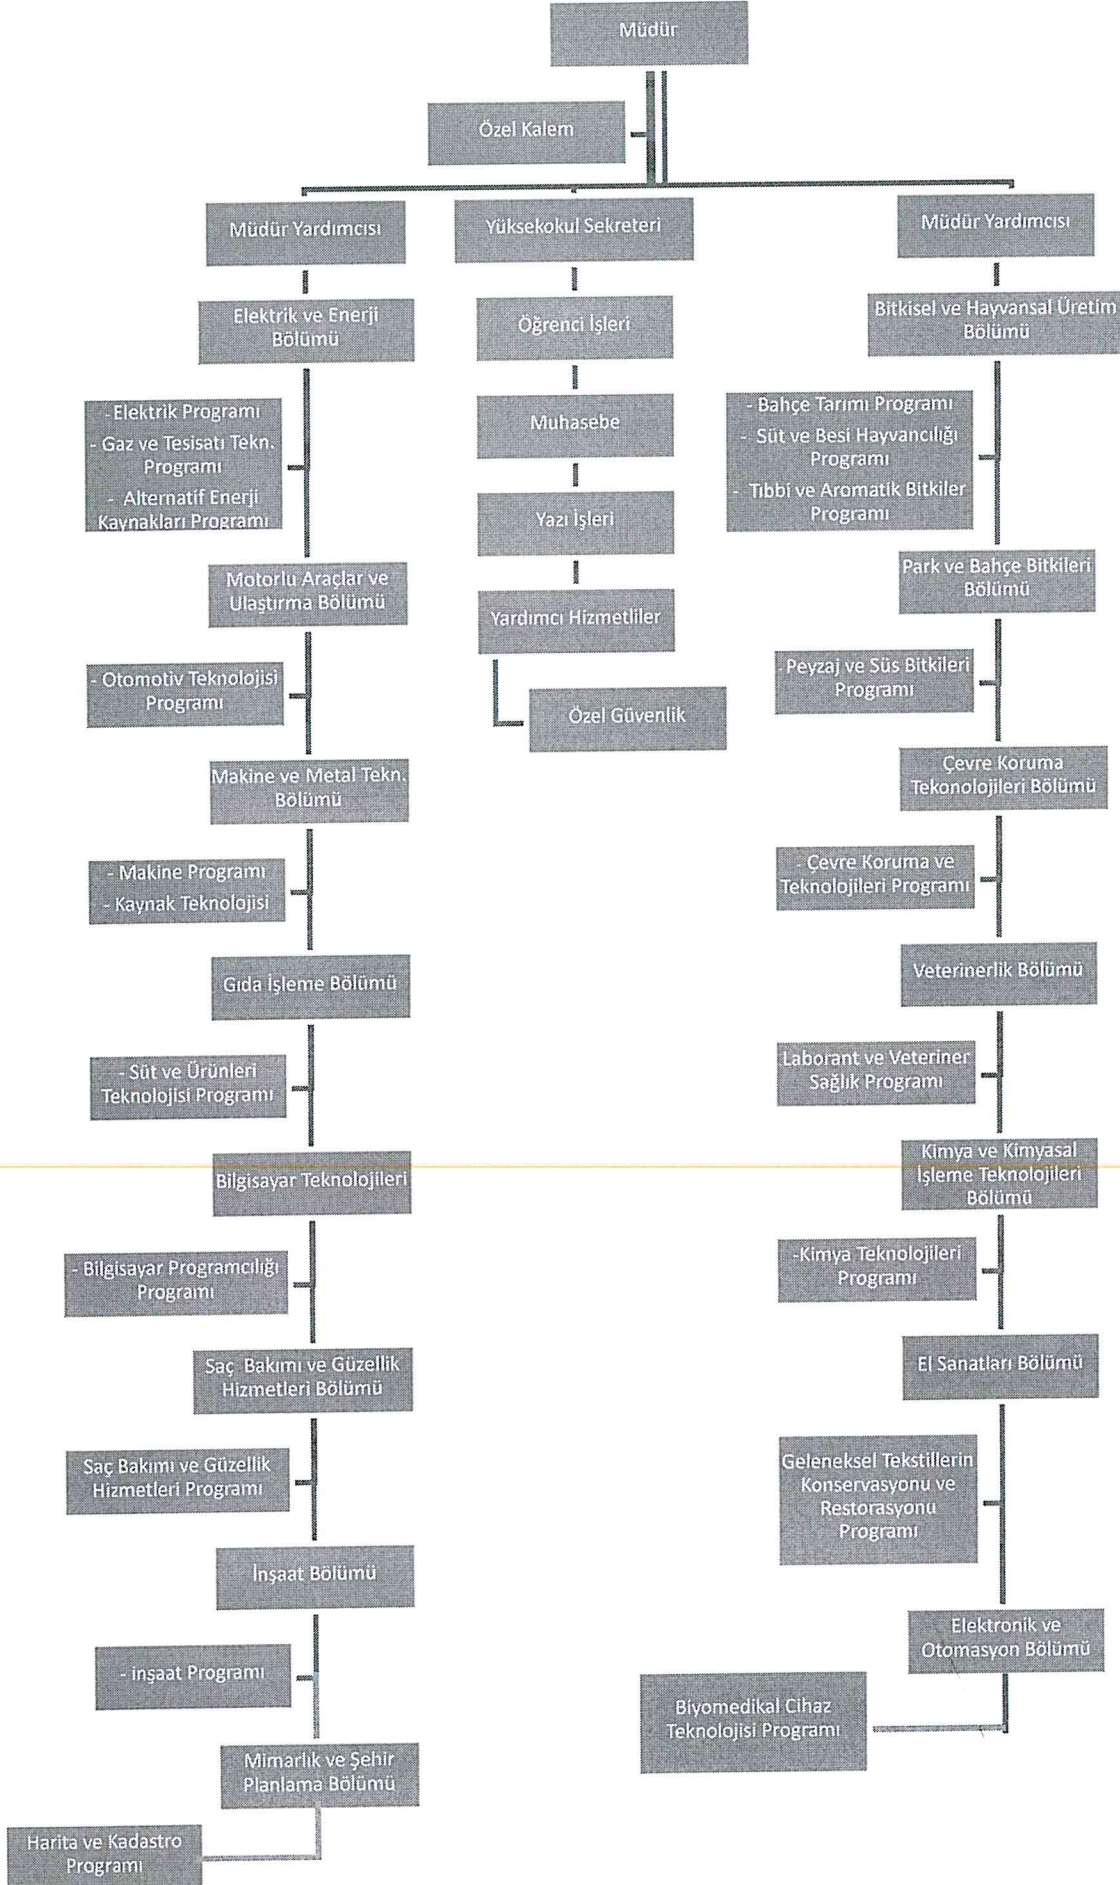 Müdür
Özel Kalem
Müdür Yardımcısı
Elektrik ve Enerji
Bölümü
- Elektrik Programı
- Gaz ve Tesisatı Tekn.
Programı
- Alternatif Enerji
Kaynakları Programı
Motorlu Araçlar ve
Ulaştırma Bölümü
- Otomotiv Teknolojisi
Programı
Makine ve Metal Tekn.
Bölümü
- Makine Programı
- Kaynak Teknolojisi
Gıda İşleme Bölümü
- Süt ve Ürünleri
Teknolojisi Programı
Bilgisayar Teknolojileri
- Bilgisayar Programcılığı
Programı
Saç Bakımı ve Güzellik
Hizmetleri Bölümü
Saç Bakımı ve Güzellik
Hizmetleri Programı
İnşaat Bölümü
- inşaat Programı
Mimarlık ve Şehir
Planlama Bölümü
Harita ve Kadastro
Programı
Yüksekokul Sekreteri
Öğrenci İşleri
Muhasebe
Yazı İşleri
Yardımcı Hizmetliler
Özel Güvenlik
Müdür Yardımcısı
Bitkisel ve Hayvansal Üretim
Bölümü
- Bahçe Tarımı Programı
- Süt ve Besi Hayvancılığı
Programı
- Tıbbi ve Aromatik Bitkiler
Programı
Park ve Bahçe Bitkileri
Bölümü
- Peyzaj ve Süs Bitkileri
Programı
Çevre Koruma
Tekonolojileri Bölümü
- Çevre Koruma ve
Teknolojileri Programı
Veterinerlik Bölümü
Laborant ve Veteriner
Sağlık Programı
Kimya ve Kimyasal
İşleme Teknolojileri
Bölümü
-Kimya Teknolojileri
Programı
El Sanatları Bölümü
Geleneksel Tekstillerin
Konservasyonu ve
Restorasyonu
Programı
Elektronik ve
Otomasyon Bölümü
Biyomedikal Cihaz
Teknolojisi Programı